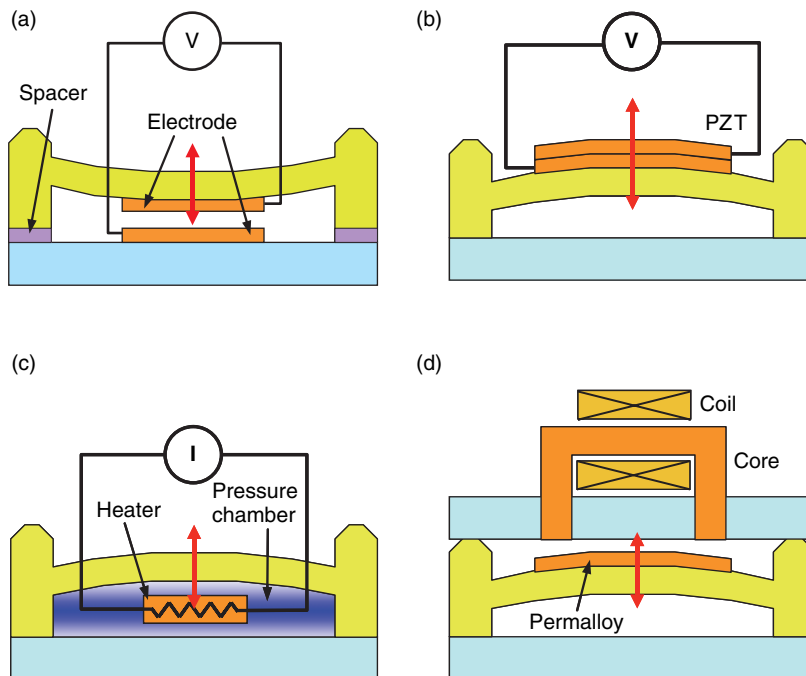 (a)
V
Spacer
Electrode
(b)
V
PZT
(c)
I
Heater
Pressure
chamber
(d)
Coil
Core
Permalloy